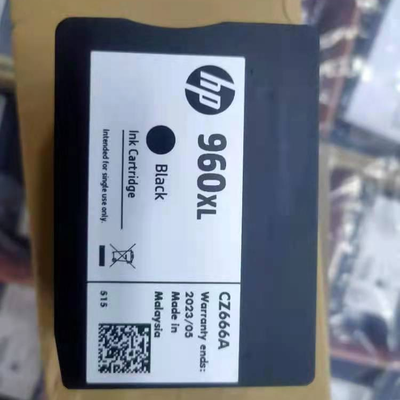 hp
960XL
Black
Ink Cartridge
Intended for single use only.
CZ666A
Warranty ends:
2023/05
Made in
Malaysia
515